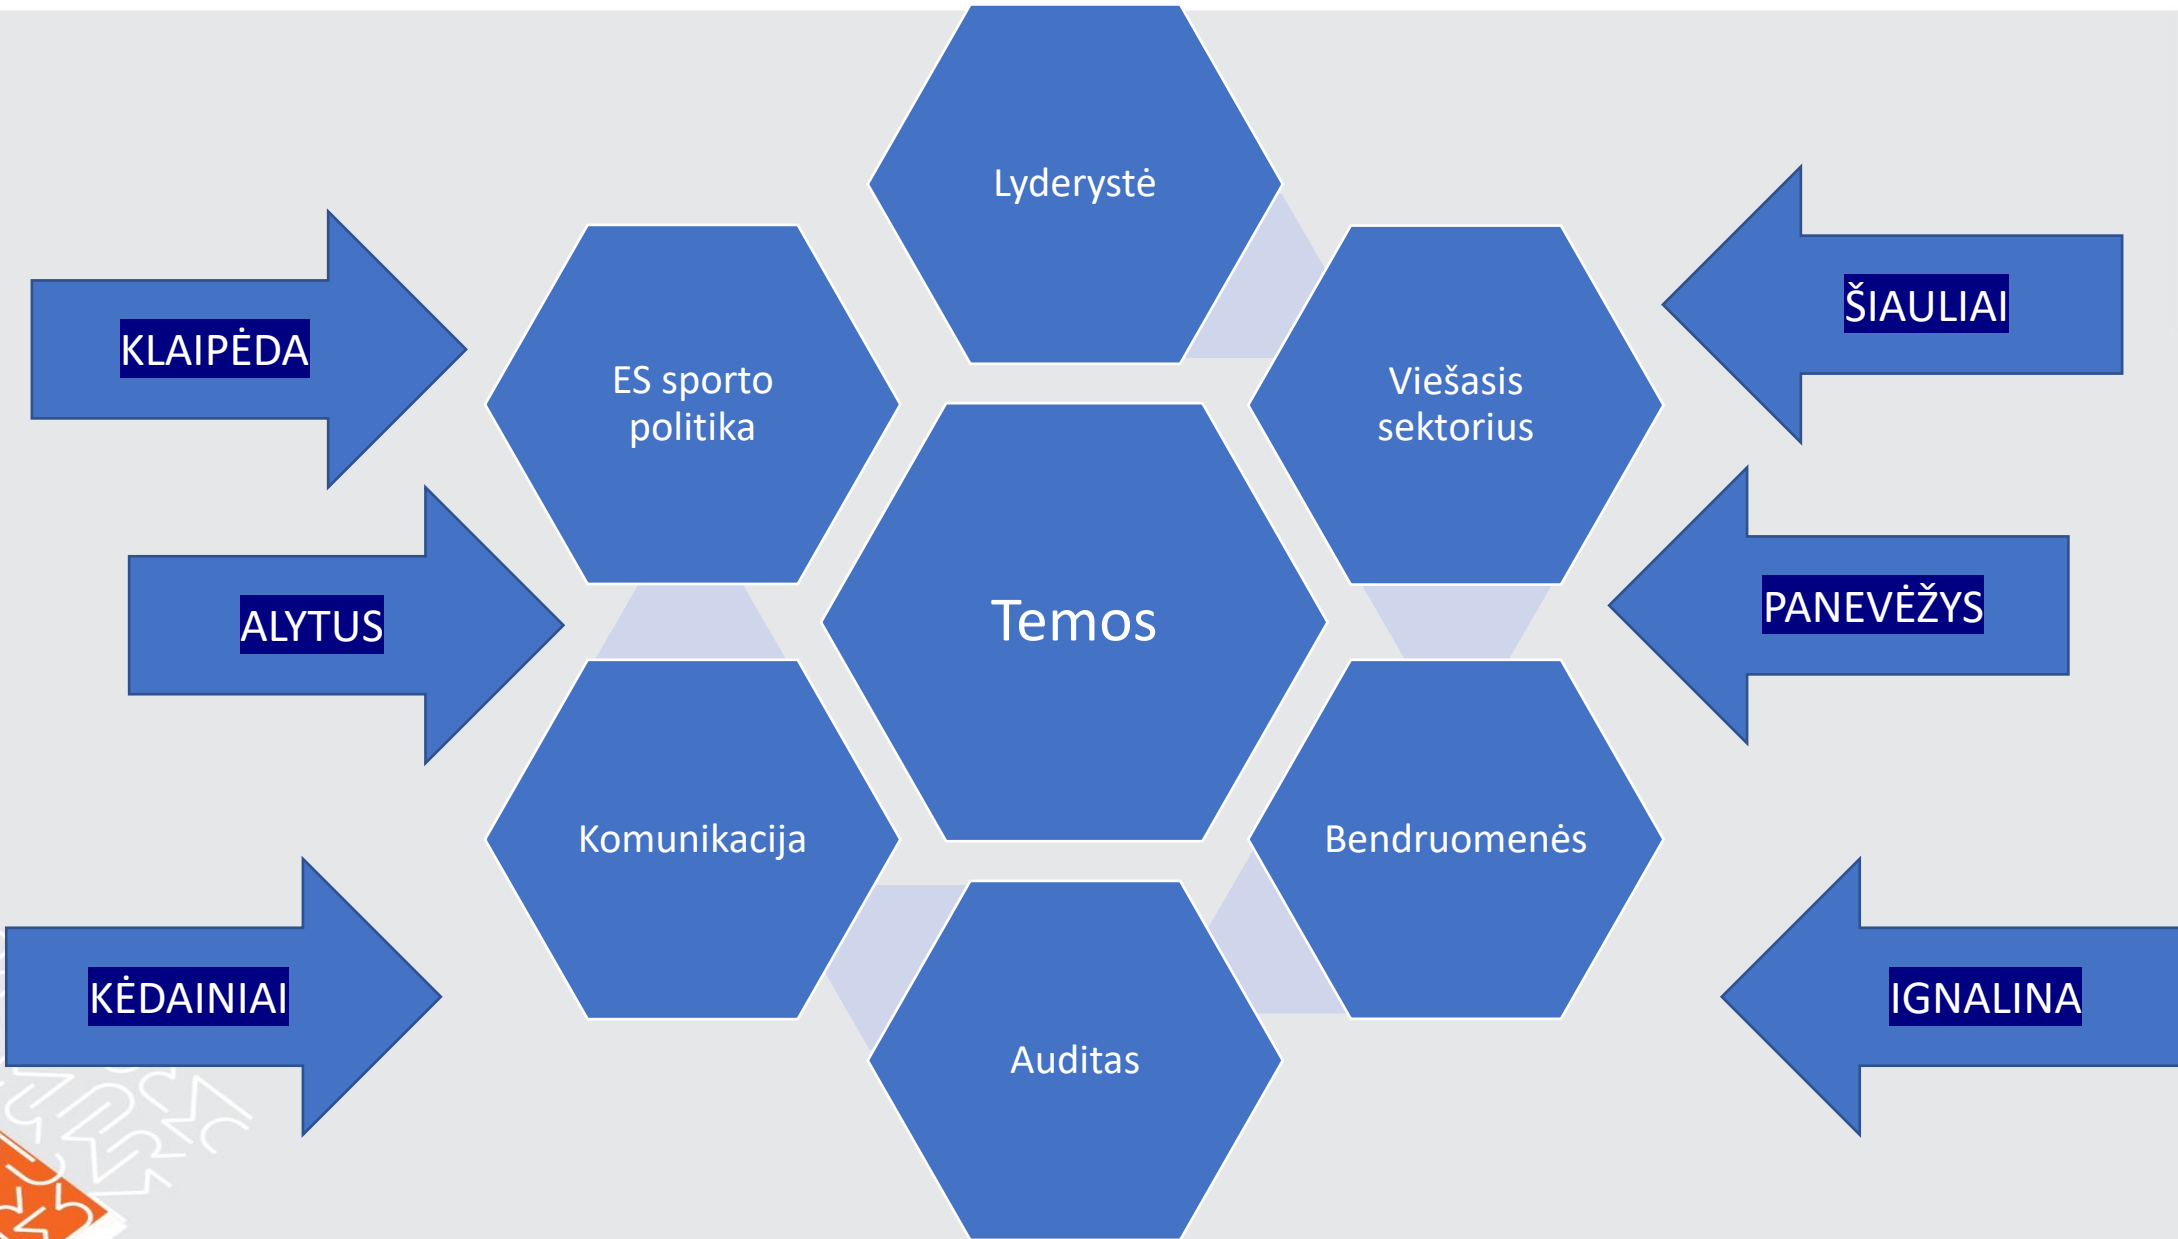 Lyderystė
KLAIPĖDA
ES sporto
politika
Viešasis
sektorius
ŠIAULIAI
ALYTUS
Temos
PANEVĖŽYS
Komunikacija
Bendruomenės
KĖDAINIAI
Auditas
IGNALINA